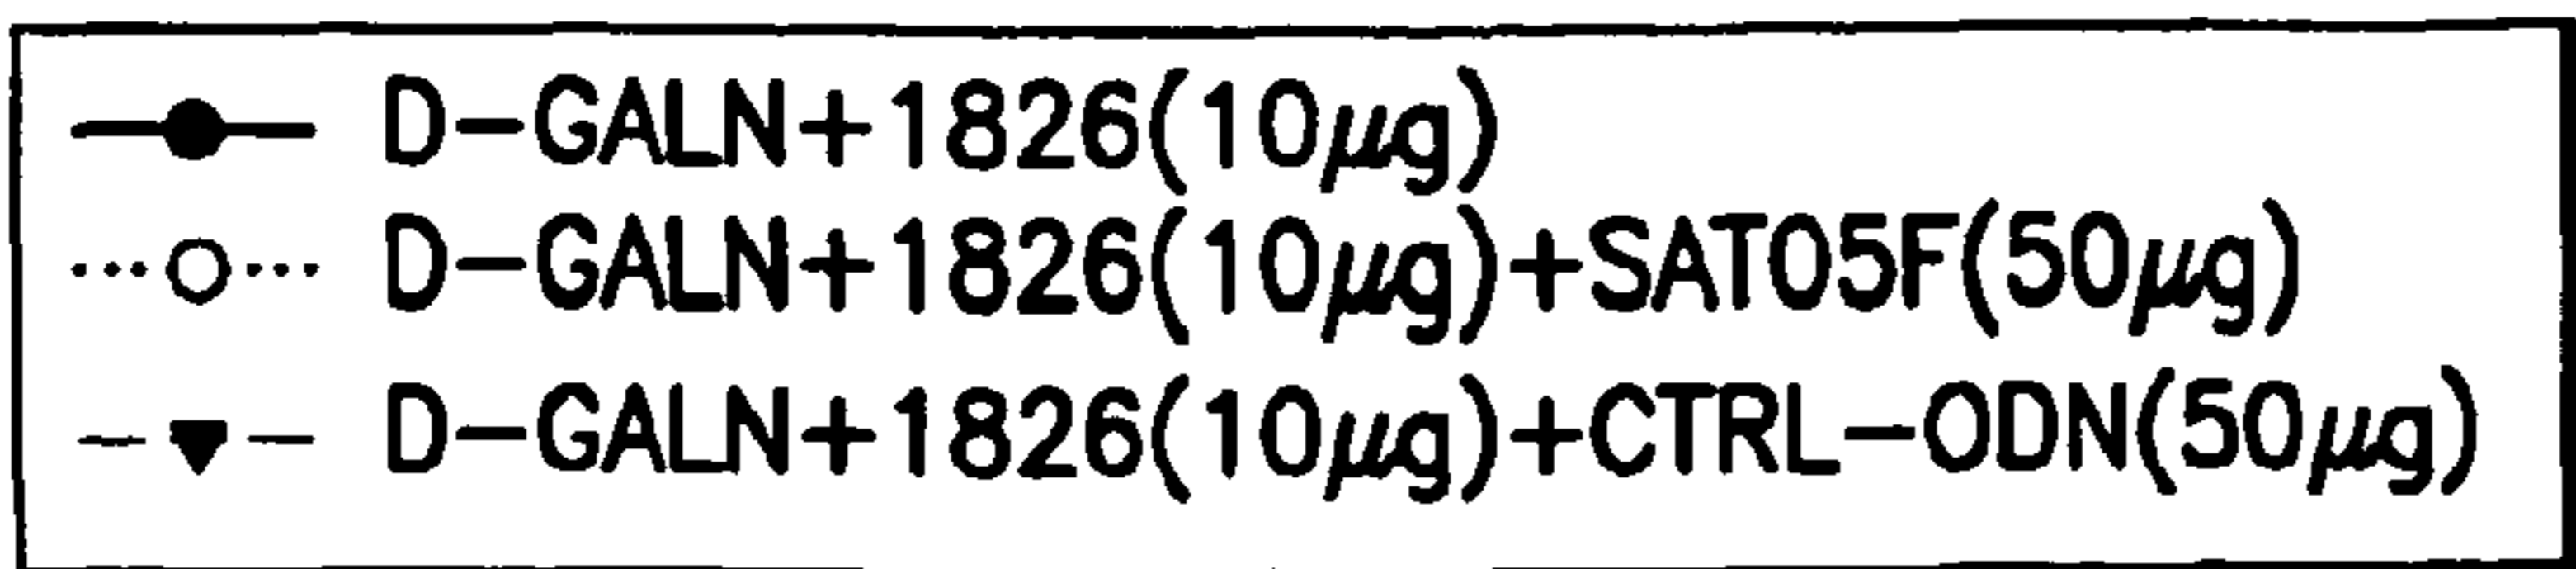 D-GALN+1826(10µg)
D-GALN+1826(10µg)+SAT05F(50µg)
D-GALN+1826(10µg)+CTRL-ODN(50µg)